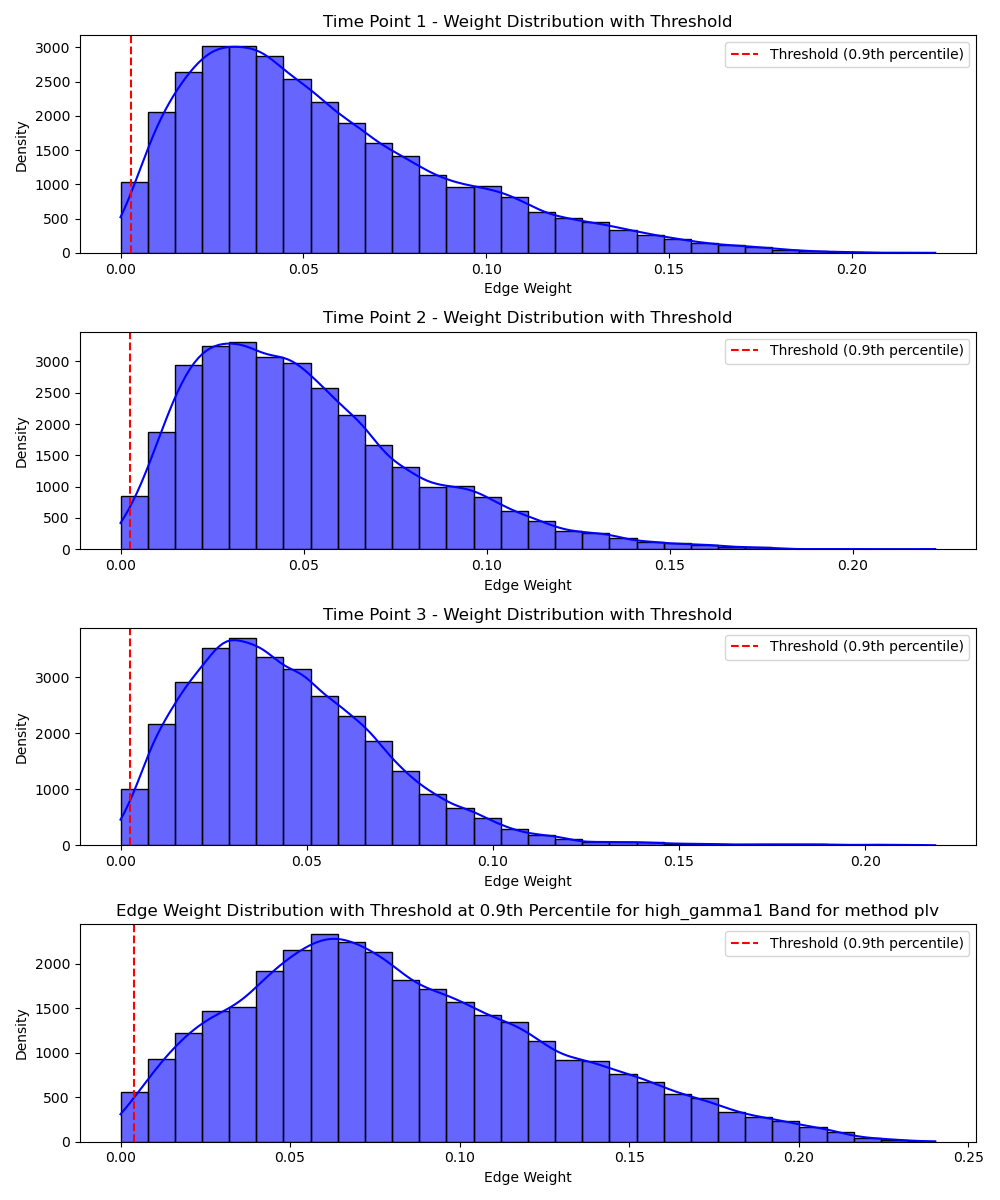 Time Point 1 - Weight Distribution with Threshold
Threshold (0.9th percentile)
Density
3000
2500
2000
1500
1000
500
0
0.00 0.05 0.10 0.15 0.20
Edge Weight
Time Point 2 - Weight Distribution with Threshold
Threshold (0.9th percentile)
Density
3000
2500
2000
1500
1000
500
0
0.00 0.05 0.10 0.15 0.20
Edge Weight
Time Point 3 - Weight Distribution with Threshold
Threshold (0.9th percentile)
Density
3000
2000
1000
0
0.00 0.05 0.10 0.15 0.20
Edge Weight
Edge Weight Distribution with Threshold at 0.9th Percentile for high_gamma1 Band for method plv
Threshold (0.9th percentile)
Density
2000
1500
1000
500
0
0.00 0.05 0.10 0.15 0.20 0.25
Edge Weight